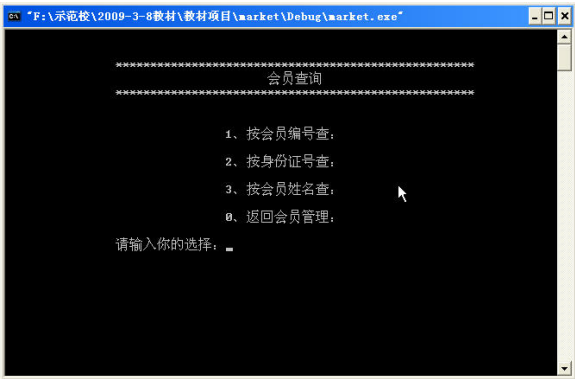 "F:\示范校\2009-3-8教材\教材项目\market\Debug\market.exe"
****************************************************
会员查询
****************************************************
1、按会员编号查:
2、按身份证号查:
3、按会员姓名查:
0、返回会员管理:
请输入你的选择: _